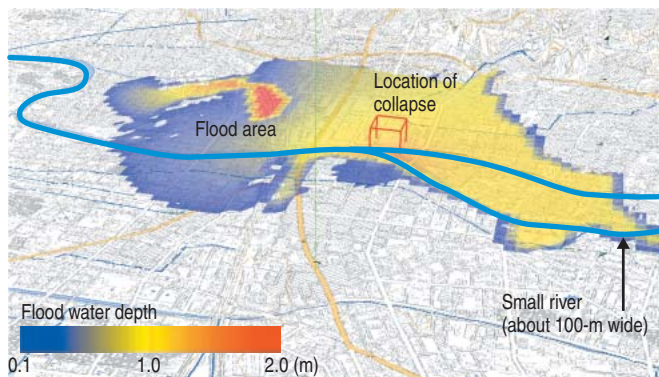 Location of
collapse
Flood area
Flood water depth
0.1 1.0 2.0 (m)
Small river
(about 100-m wide)